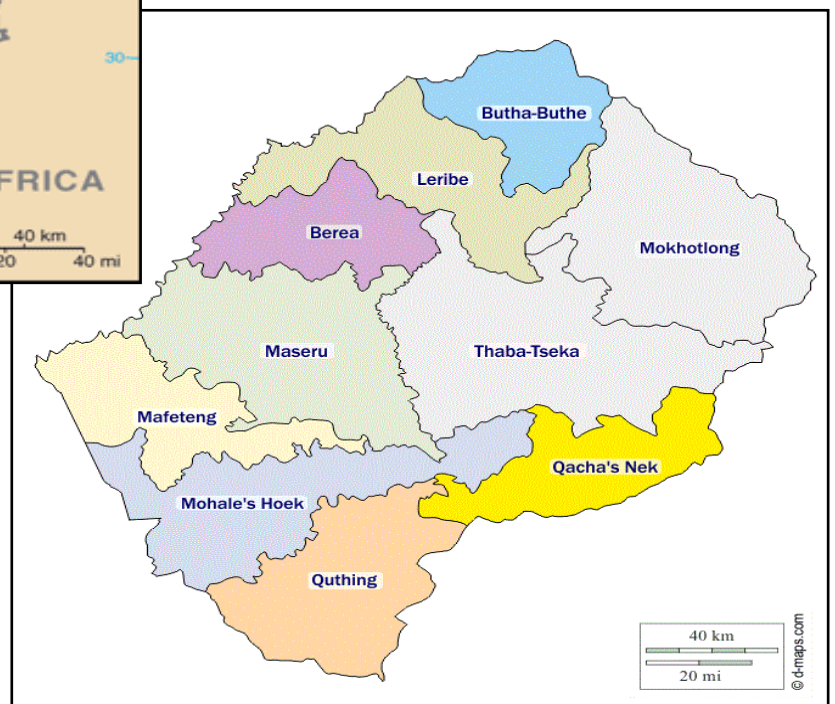 30
FRICA
40 km
20
40 mi
Butha-Buthe
Leribe
Berea
Mokhotlong
Maseru
Thaba-Tseka
Mafeteng
Qacha's Nek
Mohale's Hoek
Quthing
40 km
20 mi
© d-maps.com